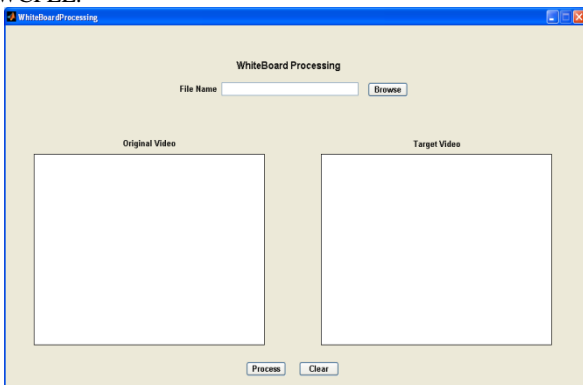 WhiteBoardProcessing
WhiteBoard Processing
File Name Browse
Original Video Target Video
Process Clear